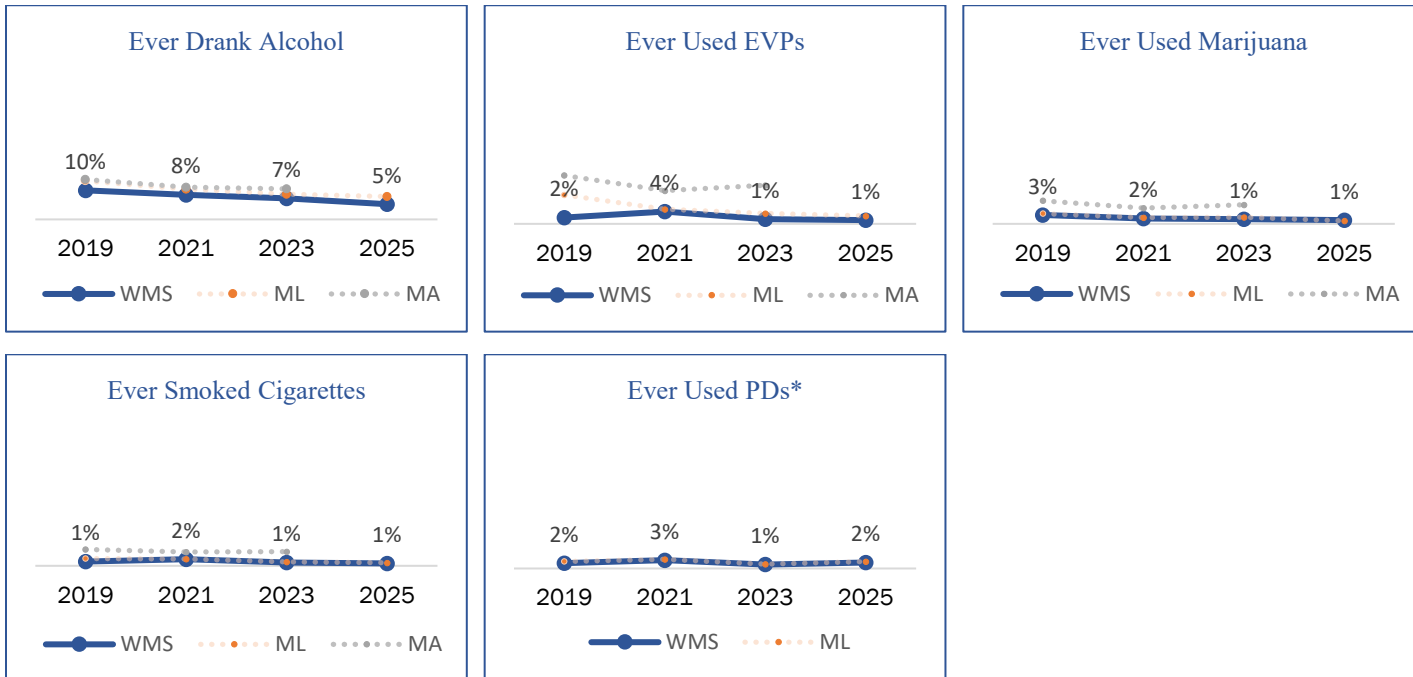 Ever Drank Alcohol
10% 8% 7% 5%
2019 2021 2023 2025
WMS ML MA
Ever Used EVPs
2% 4% 1% 1%
2019 2021 2023 2025
WMS ML MA
Ever Used Marijuana
3% 2% 1% 1%
2019 2021 2023 2025
WMS ML MA
Ever Smoked Cigarettes
1% 2% 1% 1%
2019 2021 2023 2025
WMS ML MA
Ever Used PDs*
2% 3% 1% 2%
2019 2021 2023 2025
WMS ML